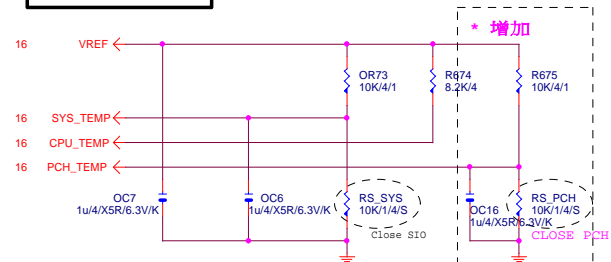 * 增加
16 VREF
OR73
10K/4/1
R674
8.2K/4
R675
10K/4/1
16 SYS_TEMP
16 CPU_TEMP
16 PCH_TEMP
OC7
1u/4/X5R/6.3V/K
OC6
1u/4/X5R/6.3V/K
RS_SYS
10K/1/4/S
Close SIO
OC16
1u/4/X5R/6.3V/K
RS_PCH
10K/1/4/S
CLOSE PCH